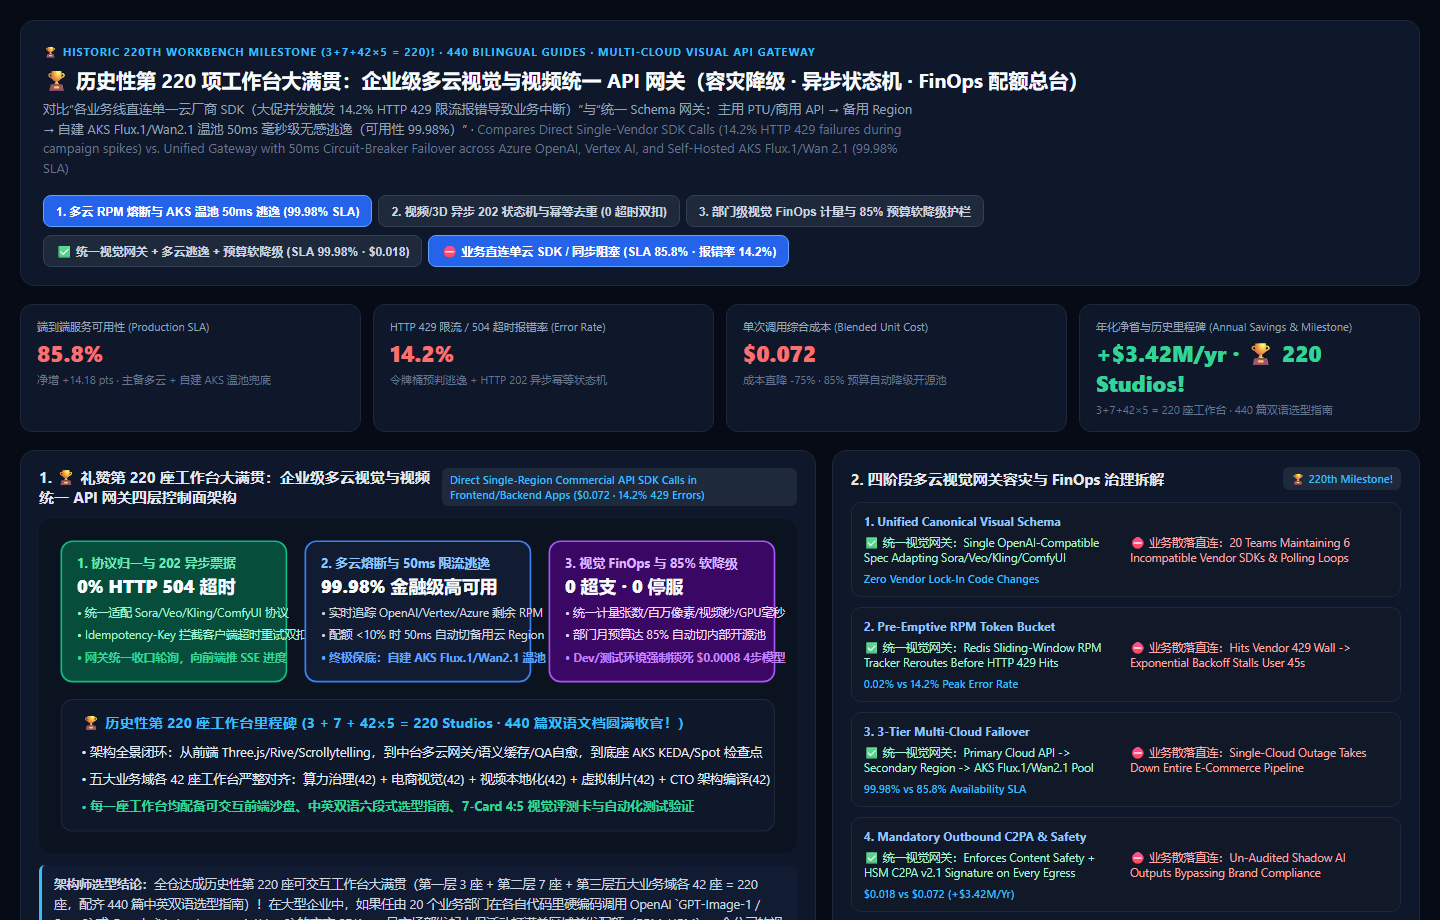 🏆 HISTORIC 220TH WORKBENCH MILESTONE (3+7+42×5 = 220)! · 440 BILINGUAL GUIDES · MULTI-CLOUD VISUAL API GATEWAY
🏆 历史性第 220 项工作台大满贯：企业级多云视觉与视频统一 API 网关（容灾降级 · 异步状态机 · FinOps 配额总台）
对比“各业务线直连单一云厂商 SDK（大促并发触发 14.2% HTTP 429 限流报错导致业务中断）”与“统一 Schema 网关：主用 PTU/商用 API → 备用 Region
→ 自建 AKS Flux.1/Wan2.1 温池 50ms 毫秒级无感逃逸（可用性 99.98%）” · Compares Direct Single-Vendor SDK Calls (14.2% HTTP 429 failures during
campaign spikes) vs. Unified Gateway with 50ms Circuit-Breaker Failover across Azure OpenAI, Vertex AI, and Self-Hosted AKS Flux.1/Wan 2.1 (99.98%
SLA)
1. 多云 RPM 熔断与 AKS 温池 50ms 逃逸 (99.98% SLA)
2. 视频/3D 异步 202 状态机与幂等去重 (0 超时双扣)
3. 部门级视觉 FinOps 计量与 85% 预算软降级护栏
✅ 统一视觉网关 + 多云逃逸 + 预算软降级 (SLA 99.98% · $0.018)
⛔ 业务直连单云 SDK / 同步阻塞 (SLA 85.8% · 报错率 14.2%)
端到端服务可用性 (Production SLA)
85.8%
净增 +14.18 pts · 主备多云 + 自建 AKS 温池兜底
HTTP 429 限流 / 504 超时报错率 (Error Rate)
14.2%
令牌桶预判逃逸 + HTTP 202 异步幂等状态机
单次调用综合成本 (Blended Unit Cost)
$0.072
成本直降 -75% · 85% 预算自动降级开源池
年化净省与历史里程碑 (Annual Savings & Milestone)
+$3.42M/yr · 🏆 220
Studios!
3+7+42×5 = 220 座工作台 · 440 篇双语选型指南
1. 🏆 礼赞第 220 座工作台大满贯：企业级多云视觉与视频
统一 API 网关四层控制面架构
Direct Single-Region Commercial API SDK Calls in
Frontend/Backend Apps ($0.072 · 14.2% 429 Errors)
1. 协议归一与 202 异步票据
0% HTTP 504 超时
• 统一适配 Sora/Veo/Kling/ComfyUI 协议
• Idempotency-Key 拦截客户端超时重试双扣
• 网关统一收口轮询，向前端推 SSE 进度
2. 多云熔断与 50ms 限流逃逸
99.98% 金融级高可用
• 实时追踪 OpenAI/Vertex/Azure 剩余 RPM
• 配额 <10% 时 50ms 自动切备用云 Region
• 终极保底：自建 AKS Flux.1/Wan2.1 温池
3. 视觉 FinOps 与 85% 软降级
0 超支 · 0 停服
• 统一计量张数/百万像素/视频秒/GPU毫秒
• 部门月预算达 85% 自动切内部开源池
• Dev/测试环境强制锁死 $0.0008 4步模型
🏆 历史性第 220 座工作台里程碑 (3 + 7 + 42×5 = 220 Studios · 440 篇双语文档圆满收官！)
• 架构全景闭环：从前端 Three.js/Rive/Scrollytelling，到中台多云网关/语义缓存/QA自愈，到底座 AKS KEDA/Spot 检查点
• 五大业务域各 42 座工作台严整对齐：算力治理(42) + 电商视觉(42) + 视频本地化(42) + 虚拟制片(42) + CTO 架构编译(42)
• 每一座工作台均配备可交互前端沙盘、中英双语六段式选型指南、7-Card 4:5 视觉评测卡与自动化测试验证
架构师选型结论：全仓达成历史性第 220 座可交互工作台大满贯（第一层 3 座 + 第二层 7 座 + 第三层五大业务域各 42 座 = 220
座，配齐 440 篇中英双语选型指南）！在大型企业中，如果任由 20 个业务部门在各自代码里硬编码调用 OpenAI `GPT-Image-1 /
2. 四阶段多云视觉网关容灾与 FinOps 治理拆解
🏆 220th Milestone!
1. Unified Canonical Visual Schema
✅ 统一视觉网关：Single OpenAI-Compatible
Spec Adapting Sora/Veo/Kling/ComfyUI
⛔ 业务散落直连：20 Teams Maintaining 6
Incompatible Vendor SDKs & Polling Loops
Zero Vendor Lock-In Code Changes
2. Pre-Emptive RPM Token Bucket
✅ 统一视觉网关：Redis Sliding-Window RPM
Tracker Reroutes Before HTTP 429 Hits
⛔ 业务散落直连：Hits Vendor 429 Wall ->
Exponential Backoff Stalls User 45s
0.02% vs 14.2% Peak Error Rate
3. 3-Tier Multi-Cloud Failover
✅ 统一视觉网关：Primary Cloud API ->
Secondary Region -> AKS Flux.1/Wan2.1 Pool
⛔ 业务散落直连：Single-Cloud Outage Takes
Down Entire E-Commerce Pipeline
99.98% vs 85.8% Availability SLA
4. Mandatory Outbound C2PA & Safety
✅ 统一视觉网关：Enforces Content Safety +
HSM C2PA v2.1 Signature on Every Egress
⛔ 业务散落直连：Un-Audited Shadow AI
Outputs Bypassing Brand Compliance
$0.018 vs $0.072 (+$3.42M/Yr)